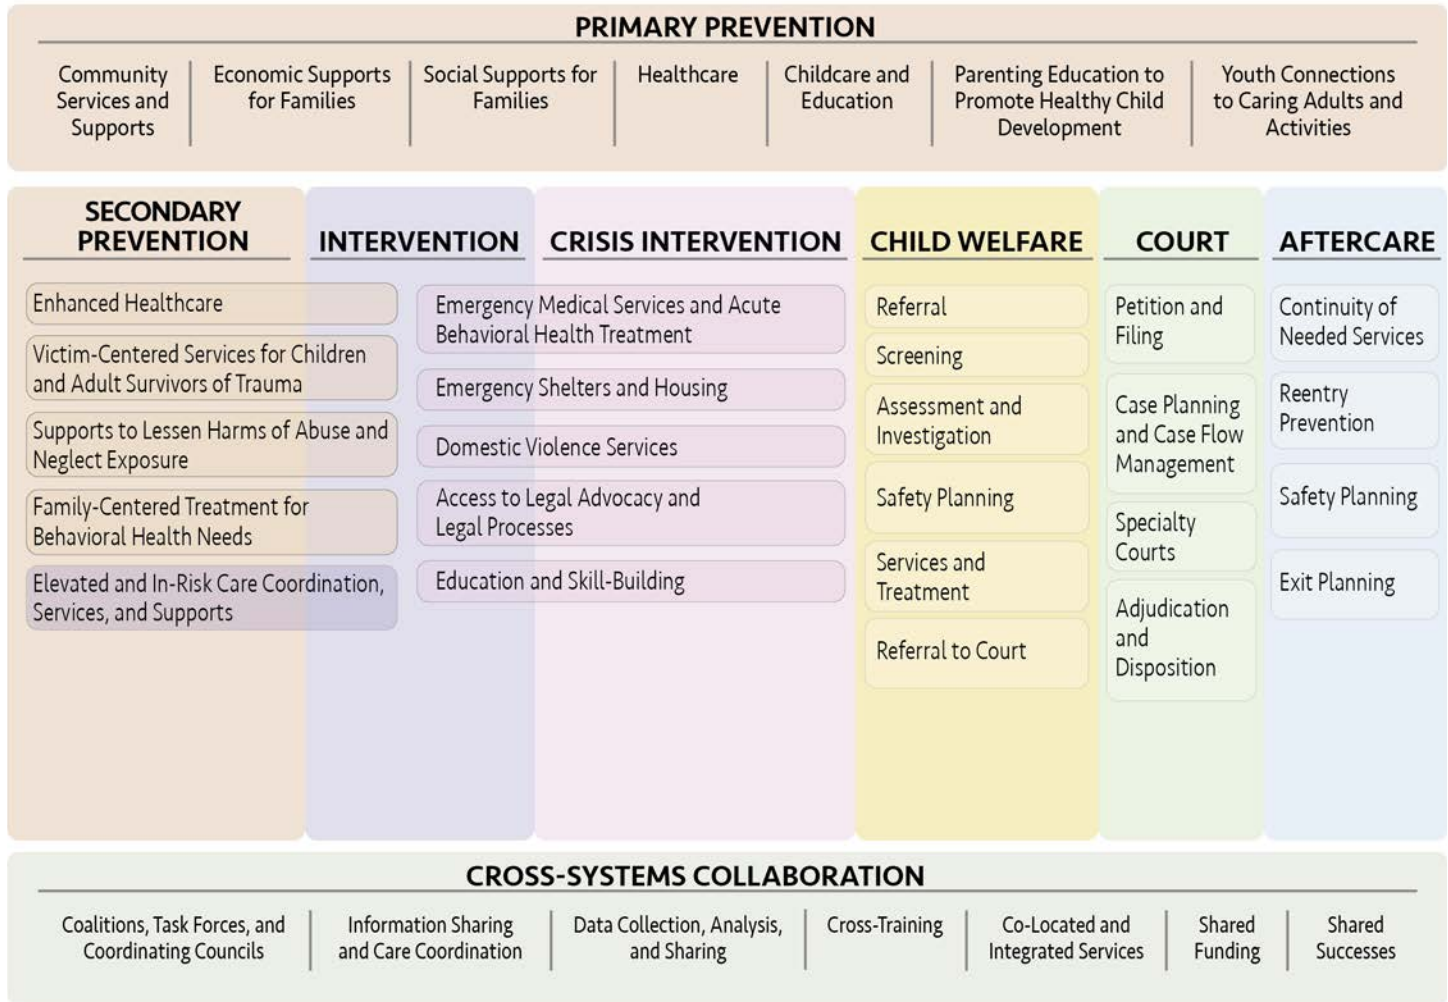 PRIMARY PREVENTION
Community
Services and
Supports
Economic Supports
for Families
Social Supports for
Families
Healthcare
Childcare and
Education
Parenting Education to
Promote Healthy Child
Development
Youth Connections
to Caring Adults and
Activities
SECONDARY
PREVENTION
INTERVENTION
CRISIS INTERVENTION
CHILD WELFARE
COURT
AFTERCARE
Enhanced Healthcare
Victim-Centered Services for Children
and Adult Survivors of Trauma
Supports to Lessen Harms of Abuse and
Neglect Exposure
Family-Centered Treatment for
Behavioral Health Needs
Elevated and In-Risk Care Coordination,
Services, and Supports
Emergency Medical Services and Acute
Behavioral Health Treatment
Emergency Shelters and Housing
Domestic Violence Services
Access to Legal Advocacy and
Legal Processes
Education and Skill-Building
Referral
Screening
Assessment and
Investigation
Safety Planning
Services and
Treatment
Referral to Court
Petition and
Filing
Case Planning
and Case Flow
Management
Specialty
Courts
Adjudication
and
Disposition
Continuity of
Needed Services
Reentry
Prevention
Safety Planning
Exit Planning
CROSS-SYSTEMS COLLABORATION
Coalitions, Task Forces, and
Coordinating Councils
Information Sharing
and Care Coordination
Data Collection, Analysis,
and Sharing
Cross-Training
Co-Located and
Integrated Services
Shared
Funding
Shared
Successes